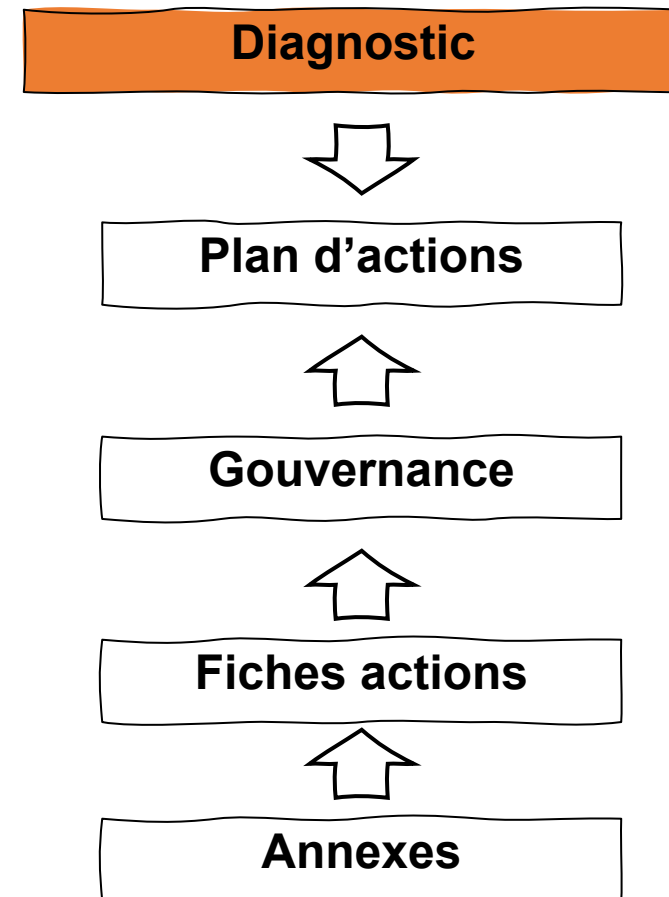 Diagnostic
Plan d’actions
Gouvernance
Fiches actions
Annexes